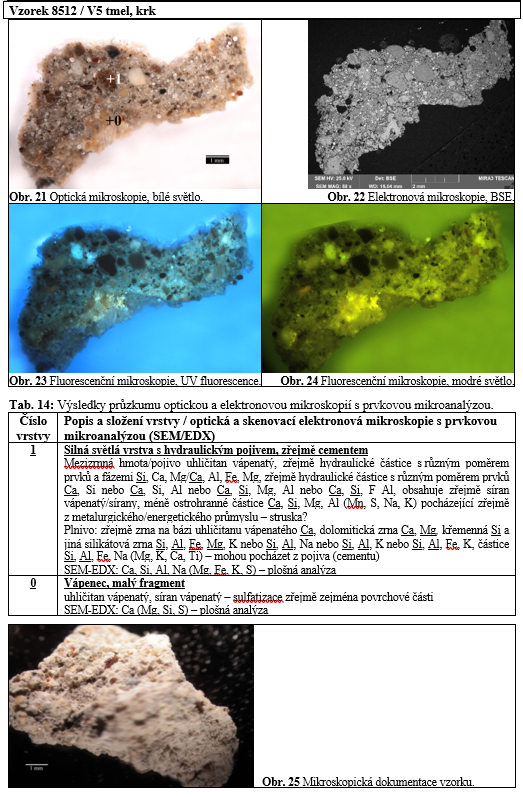 Vzorek 8512 / V5 tmel, krk
+1
+0
1 mm
SEM HV: 25.0 kV Det: BSE MIRA3 TESCAN
SEM MAG: 50 x WD: 15.04 mm 2 mm
Obr. 21 Optická mikroskopie, bílé světlo.
Obr. 22 Elektronová mikroskopie, BSE.
Obr. 23 Fluorescenční mikroskopie, UV fluorescence.
Obr. 24 Fluorescenční mikroskopie, modré světlo.
Tab. 14: Výsledky průzkumu optickou a elektronovou mikroskopií s prvkovou mikroanalýzou.
Číslo vrstvy
Popis a složení vrstvy / optická a skenovací elektronová mikroskopie s prvkovou
mikroanalýzou (SEM/EDX)
1
Silná světlá vrstva s hydraulickým pojivem, zřejmě cementem
Mezizrnná hmota/pojivo uhličitan vápenatý, zřejmě hydraulické částice s různým poměrem
prvků a fázemi Si, Ca, Mg/Ca, Al, Fe, Mg, zřejmě hydraulické částice s různým poměrem prvků
Ca, Si nebo Ca, Si, Al nebo Ca, Si, Mg, Al nebo Ca, Si, F Al, obsahuje zřejmě síran
vápenatý/sírany, méně ostrohranné částice Ca, Si, Mg, Al (Mn, S, Na, K) pocházející zřejmě
z metalurgického/energetického průmyslu – struska?
Plnivo: zřejmě zrna na bázi uhličitanu vápenatého Ca, dolomitická zrna Ca, Mg, křemenná Si a
jiná silikátová zrna Si, Al, Fe, Mg, K nebo Si, Al, Na nebo Si, Al, K nebo Si, Al, Fe, K, částice
Si, Al, Fe, Na (Mg, K, Ca, Ti) – mohou pocházet z pojiva (cementu)
SEM-EDX: Ca, Si, Al, Na (Mg, Fe, K, S) – plošná analýza
0
Vápenec, malý fragment
uhličitan vápenatý, síran vápenatý – sulfatizace zřejmě zejména povrchové části
SEM-EDX: Ca (Mg, Si, S) – plošná analýza
1 mm
Obr. 25 Mikroskopická dokumentace vzorku.